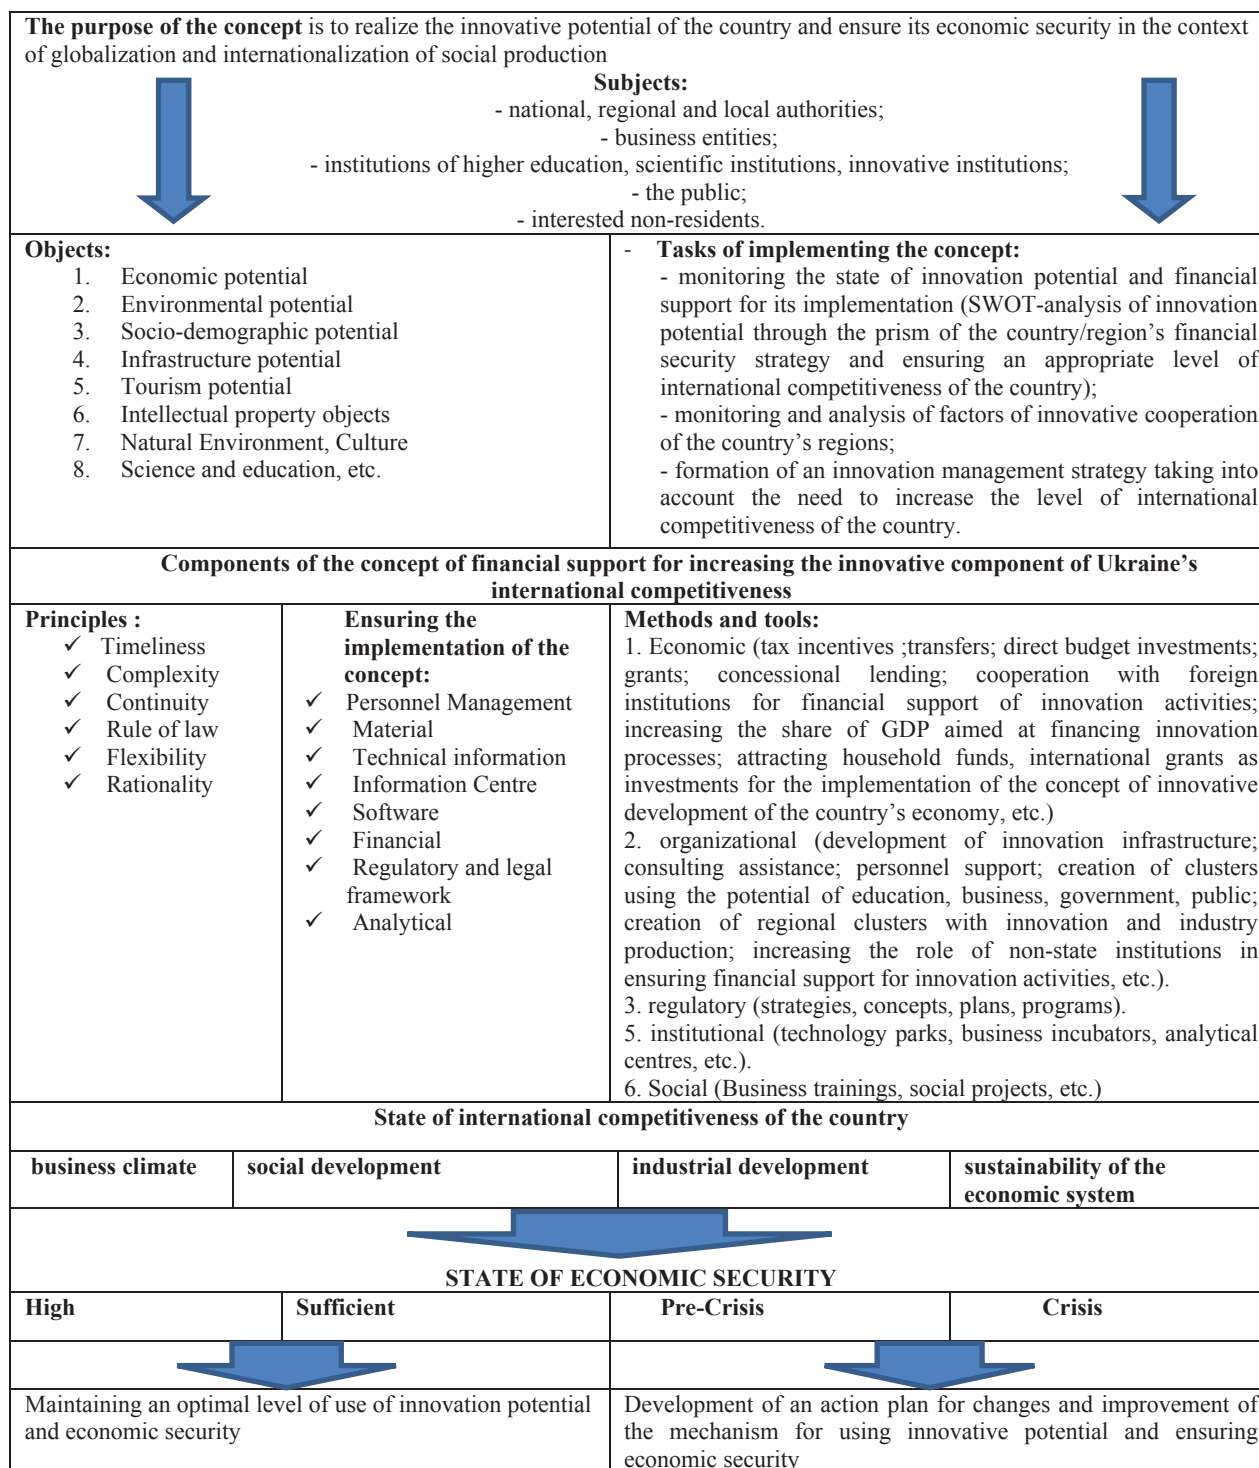 The purpose of the concept is to realize the innovative potential of the country and ensure its economic security in the context
of globalization and internationalization of social production
Subjects:
- national, regional and local authorities;
- business entities;
- institutions of higher education, scientific institutions, innovative institutions;
- the public;
- interested non-residents.
Objects:
1. Economic potential
2. Environmental potential
3. Socio-demographic potential
4. Infrastructure potential
5. Tourism potential
6. Intellectual property objects
7. Natural Environment, Culture
8. Science and education, etc.
- Tasks of implementing the concept:
- monitoring the state of innovation potential and financial
support for its implementation (SWOT-analysis of innovation
potential through the prism of the country/region's financial
security strategy and ensuring an appropriate level of
international competitiveness of the country);
- monitoring and analysis of factors of innovative cooperation
of the country's regions;
- formation of an innovation management strategy taking into
account the need to increase the level of international
competitiveness of the country.
Components of the concept of financial support for increasing the innovative component of Ukraine's
international competitiveness
Principles :
✓ Timeliness
✓ Complexity
✓ Continuity
✓ Rule of law
✓ Flexibility
✓ Rationality
Ensuring the
implementation of the
concept:
✓ Personnel Management
✓ Material
✓ Technical information
✓ Information Centre
✓ Software
✓ Financial
✓ Regulatory and legal
framework
✓ Analytical
Methods and tools:
1. Economic (tax incentives ;transfers; direct budget investments;
grants; concessional lending; cooperation with foreign
institutions for financial support of innovation activities;
increasing the share of GDP aimed at financing innovation
processes; attracting household funds, international grants as
investments for the implementation of the concept of innovative
development of the country's economy, etc.)
2. organizational (development of innovation infrastructure;
consulting assistance; personnel support; creation of clusters
using the potential of education, business, government, public;
creation of regional clusters with innovation and industry
production; increasing the role of non-state institutions in
ensuring financial support for innovation activities, etc.).
3. regulatory (strategies, concepts, plans, programs).
5. institutional (technology parks, business incubators, analytical
centres, etc.).
6. Social (Business trainings, social projects, etc.)
State of international competitiveness of the country
business climate
social development
industrial development
sustainability of the
economic system
STATE OF ECONOMIC SECURITY
High
Sufficient
Pre-Crisis
Crisis
Maintaining an optimal level of use of innovation potential
and economic security
Development of an action plan for changes and improvement of
the mechanism for using innovative potential and ensuring
economic security